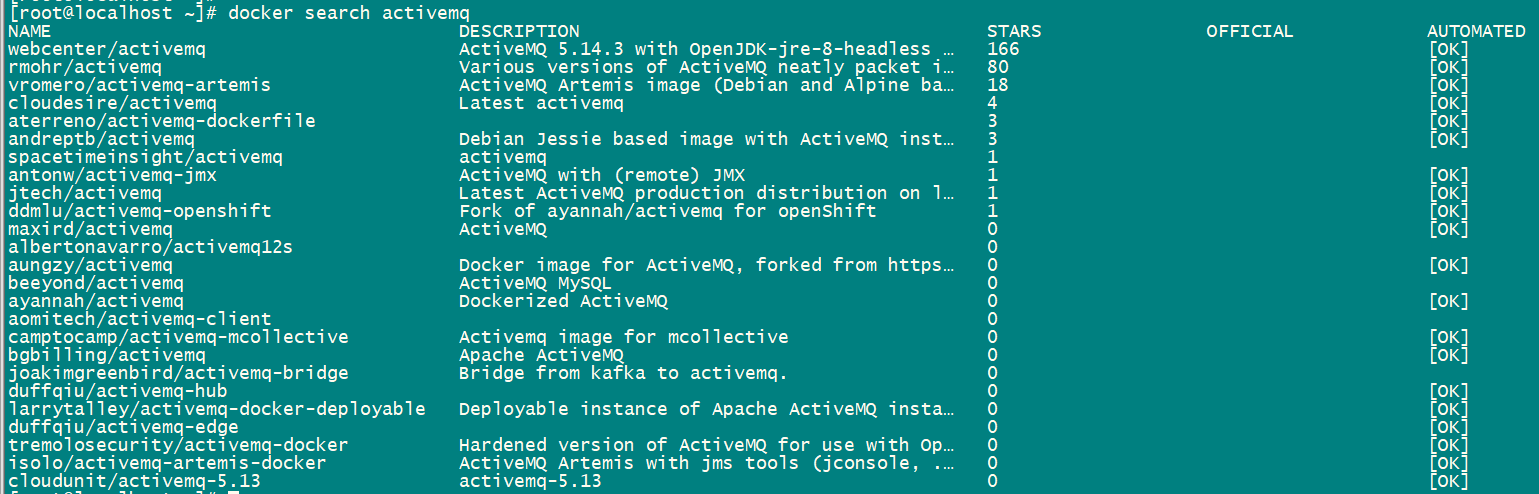 [root@localhost ~]# docker search activemq
NAME DESCRIPTION STARS OFFICIAL AUTOMATED
webcenter/activemq ActiveMQ 5.14.3 with OpenJDK-jre-8-headless … 166 [OK]
rmohr/activemq Various versions of ActiveMQ neatly packet i… 80 [OK]
vromero/activemq-artemis ActiveMQ Artemis image (Debian and Alpine ba… 18 [OK]
cloudesire/activemq Latest activemq 4 [OK]
aterreno/activemq-dockerfile 3 [OK]
andreptb/activemq Debian Jessie based image with ActiveMQ inst… 3 [OK]
spacetimeinsight/activemq activemq 1
antonw/activemq-jmx ActiveMQ with (remote) JMX 1 [OK]
jtech/activemq Latest ActiveMQ production distribution on l… 1 [OK]
ddmlu/activemq-openshift Fork of ayannah/activemq for openShift 1 [OK]
maxird/activemq ActiveMQ 0 [OK]
albertonavarro/activemq12s 0
aungzy/activemq Docker image for ActiveMQ, forked from https… 0 [OK]
beeyond/activemq ActiveMQ MySQL 0
ayannah/activemq Dockerized ActiveMQ 0 [OK]
aomitech/activemq-client 0
camptocamp/activemq-mcollective Activemq image for mcollective 0 [OK]
bgbilling/activemq Apache ActiveMQ 0 [OK]
joakimgreenbird/activemq-bridge Bridge from kafka to activemq. 0
duffqiu/activemq-hub 0 [OK]
larrytalley/activemq-docker-deployable Deployable instance of Apache ActiveMQ insta… 0 [OK]
duffqiu/activemq-edge 0 [OK]
tremolosecurity/activemq-docker Hardened version of ActiveMQ for use with Op… 0 [OK]
isolo/activemq-artemis-docker ActiveMQ Artemis with jms tools (jconsole, .… 0 [OK]
cloudunit/activemq-5.13 activemq-5.13 0 [OK]